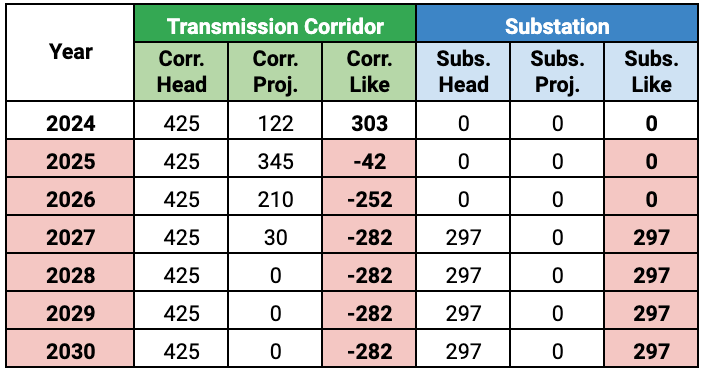 Year Transmission Corridor Substation
Corr. Head Corr. Proj. Corr. Like Subs. Head Subs. Proj. Subs. Like
2024 425 122 303 0 0 0
2025 425 345 -42 0 0 0
2026 425 210 -252 0 0 0
2027 425 30 -282 297 0 297
2028 425 0 -282 297 0 297
2029 425 0 -282 297 0 297
2030 425 0 -282 297 0 297